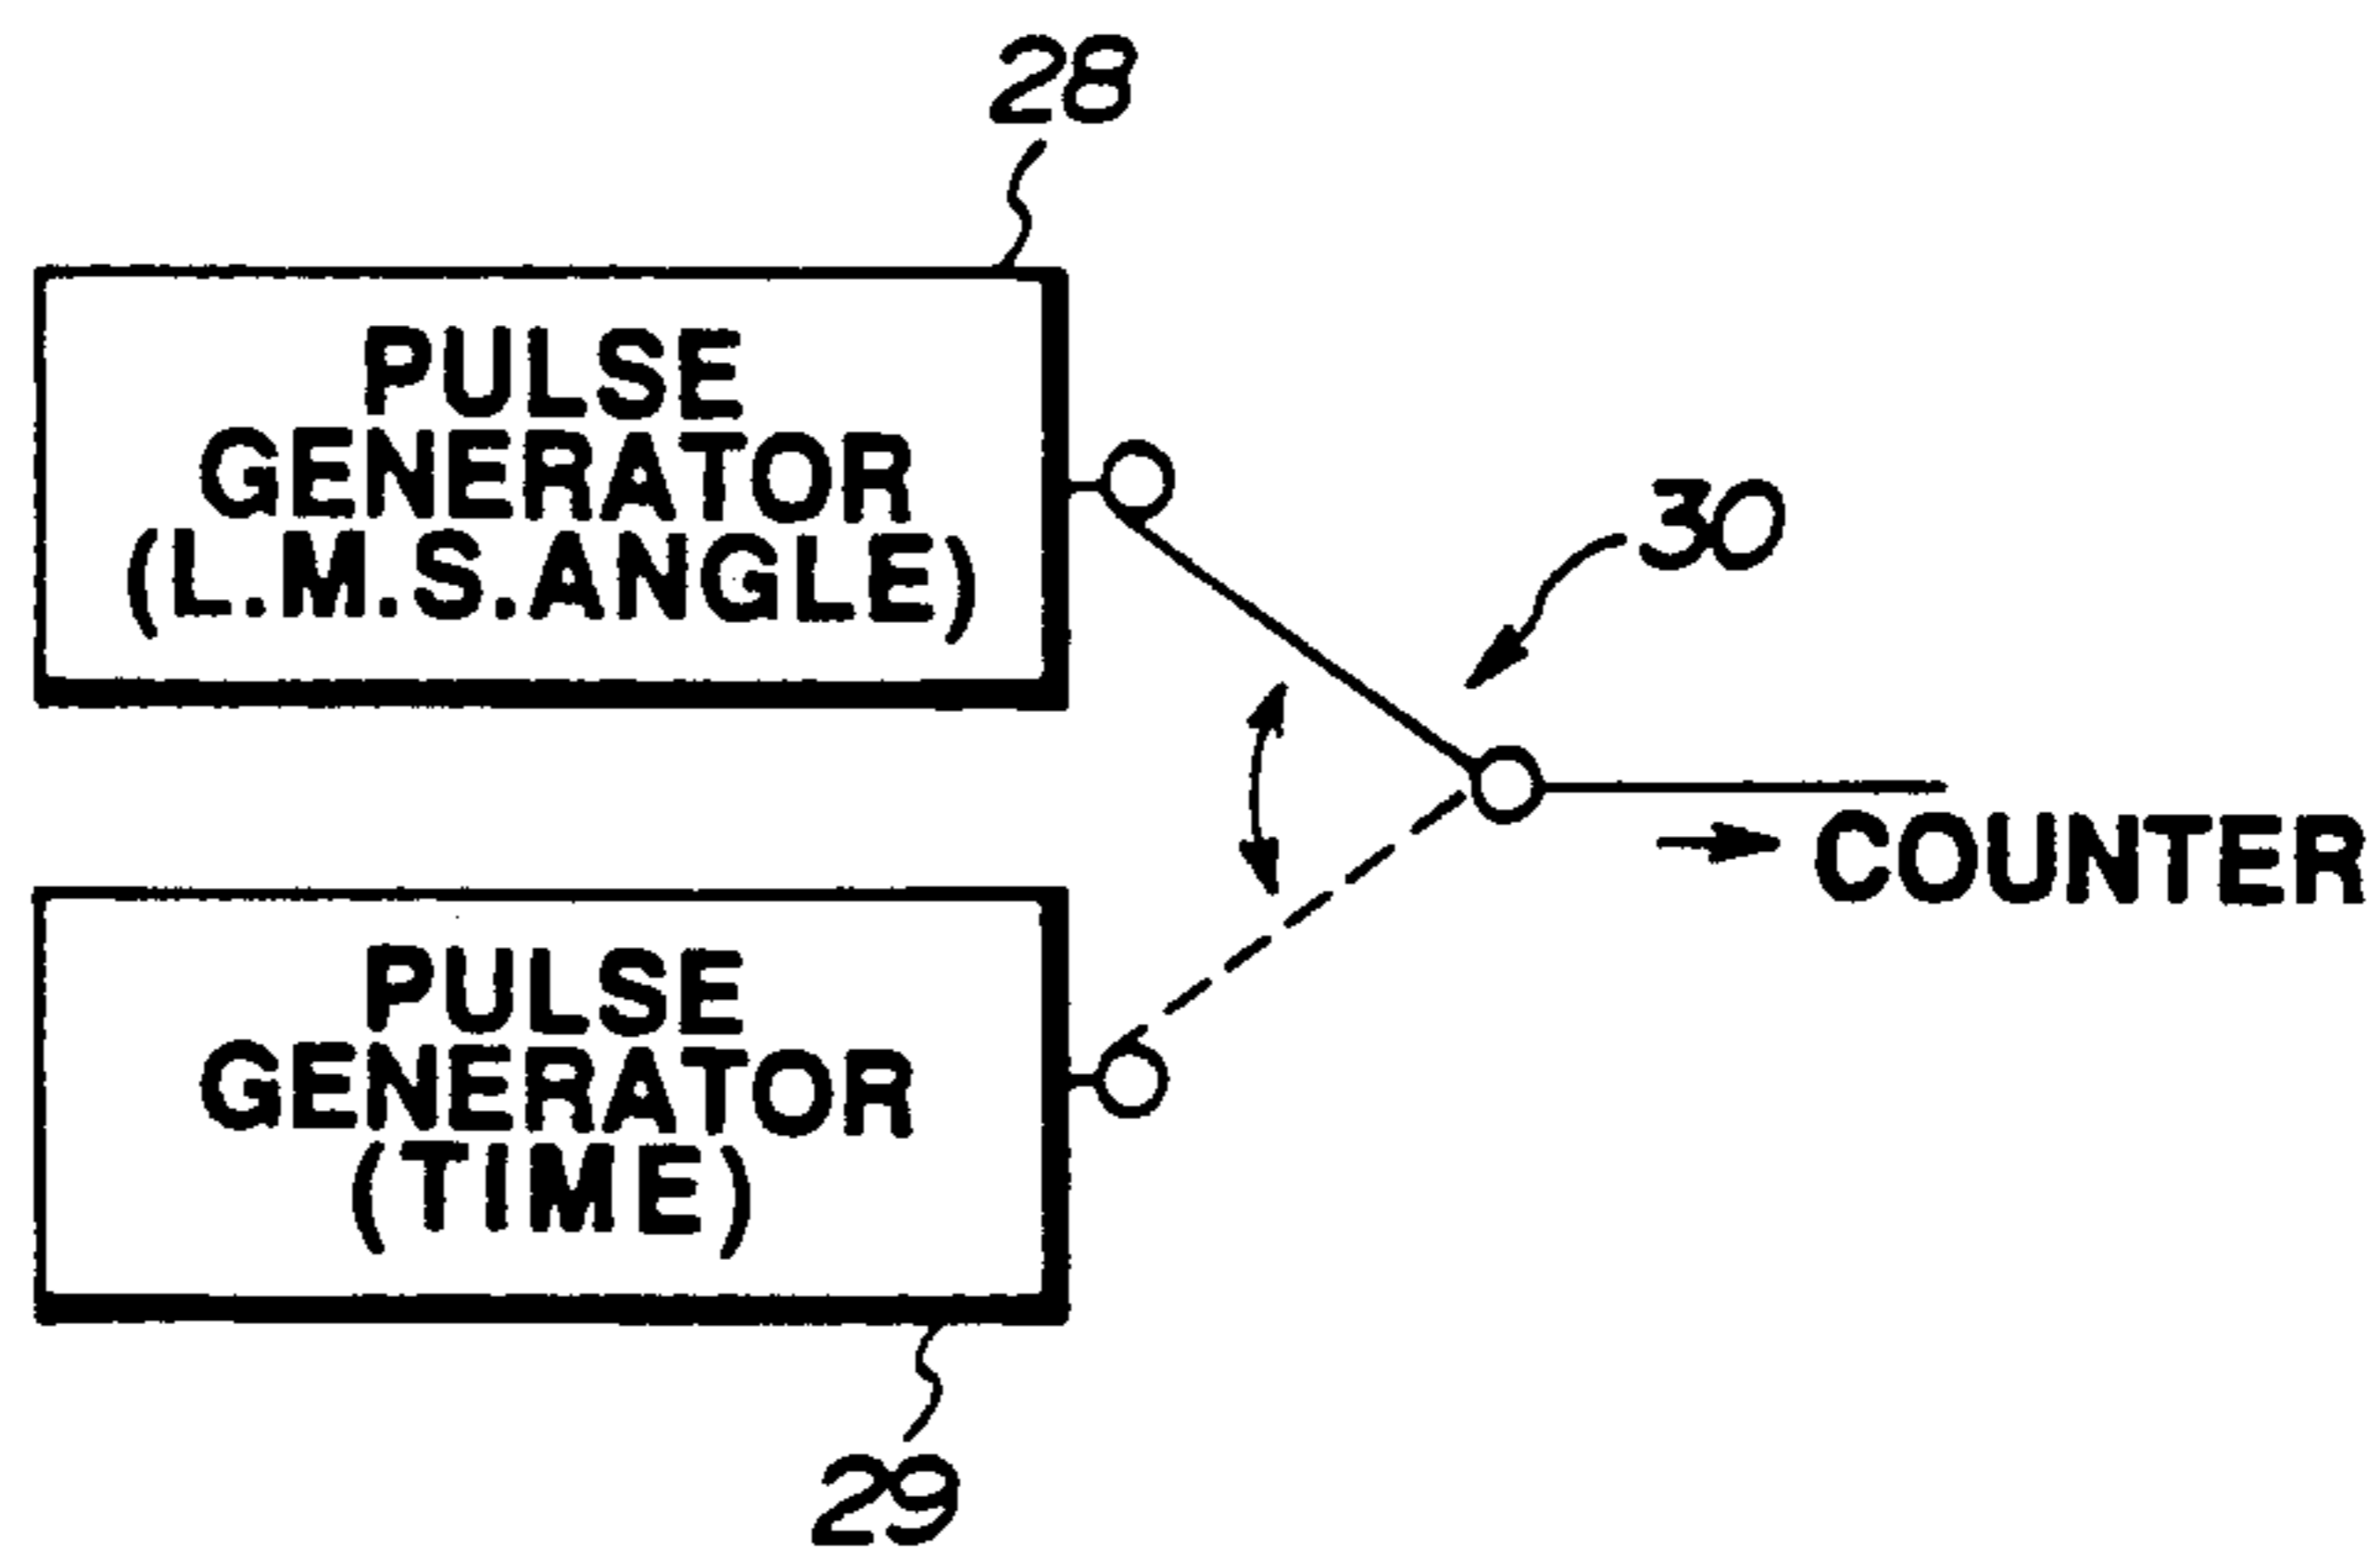 28
PULSE
GENERATOR
(L.M.S.ANGLE)
30
COUNTER
PULSE
GENERATOR
(TIME)
29